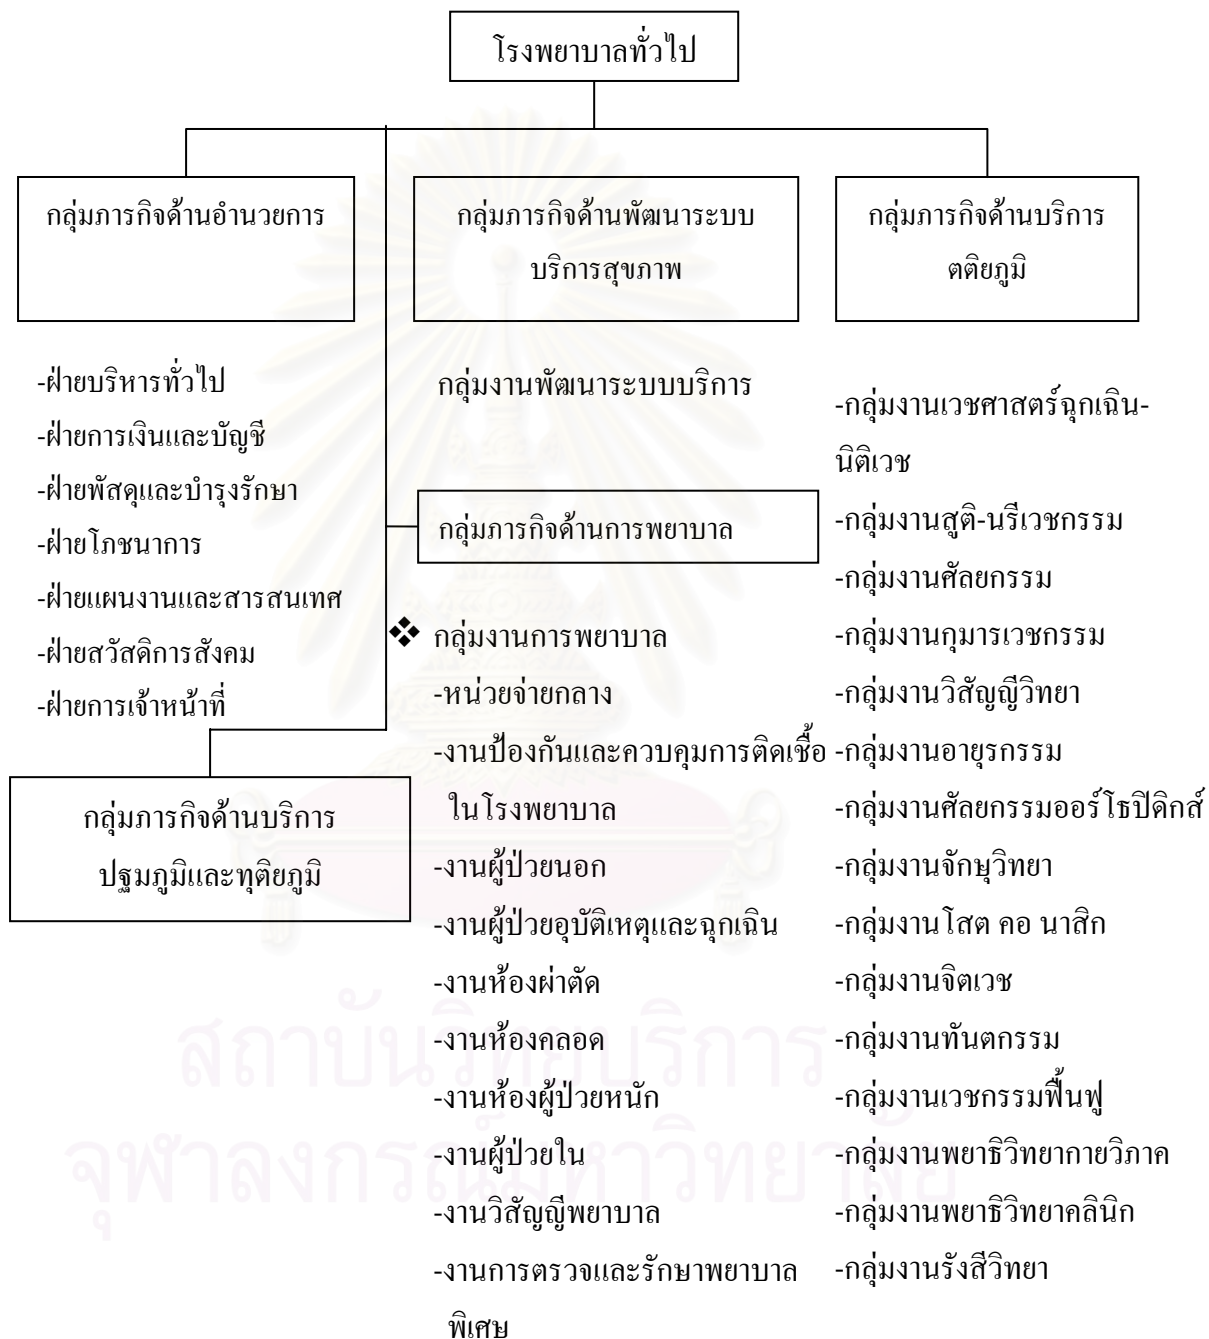 โรงพยาบาลทั่วไป
กลุ่มภารกิจด้านอำนวยการ
-ฝ่ายบริหารทั่วไป
-ฝ่ายการเงินและบัญชี
-ฝ่ายพัสดุและบำรุงรักษา
-ฝ่ายโภชนาการ
-ฝ่ายแผนงานและสารสนเทศ
-ฝ่ายสวัสดิการสังคม
-ฝ่ายการเจ้าหน้าที่
กลุ่มภารกิจด้านบริการ
ปฐมภูมิและทุติยภูมิ
กลุ่มภารกิจด้านพัฒนาระบบ
บริการสุขภาพ
กลุ่มงานพัฒนาระบบบริการ
กลุ่มภารกิจด้านการพยาบาล
❖ กลุ่มงานการพยาบาล
-หน่วยจ่ายกลาง
-งานป้องกันและควบคุมการติดเชื้อ
ในโรงพยาบาล
-งานผู้ป่วยนอก
-งานผู้ป่วยอุบัติเหตุและฉุกเฉิน
-งานห้องผ่าตัด
-งานห้องคลอด
-งานห้องผู้ป่วยหนัก
-งานผู้ป่วยใน
-งานวิสัญญีพยาบาล
-งานการตรวจและรักษาพยาบาล
พิเศษ
กลุ่มภารกิจด้านบริการ
ตติยภูมิ
-กลุ่มงานเวชศาสตร์ฉุกเฉิน-
นิติเวช
-กลุ่มงานสูติ-นรีเวชกรรม
-กลุ่มงานศัลยกรรม
-กลุ่มงานกุมารเวชกรรม
-กลุ่มงานวิสัญญีวิทยา
-กลุ่มงานอายุรกรรม
-กลุ่มงานศัลยกรรมออร์โธปิดิกส์
-กลุ่มงานจักษุวิทยา
-กลุ่มงานโสต คอ นาสิก
-กลุ่มงานจิตเวช
-กลุ่มงานทันตกรรม
-กลุ่มงานเวชกรรมฟื้นฟู
-กลุ่มงานพยาธิวิทยากายวิภาค
-กลุ่มงานพยาธิวิทยาคลินิก
-กลุ่มงานรังสีวิทยา
สถาบันวิทยบริการ
จุฬาลงกรณ์มหาวิทยาลัย